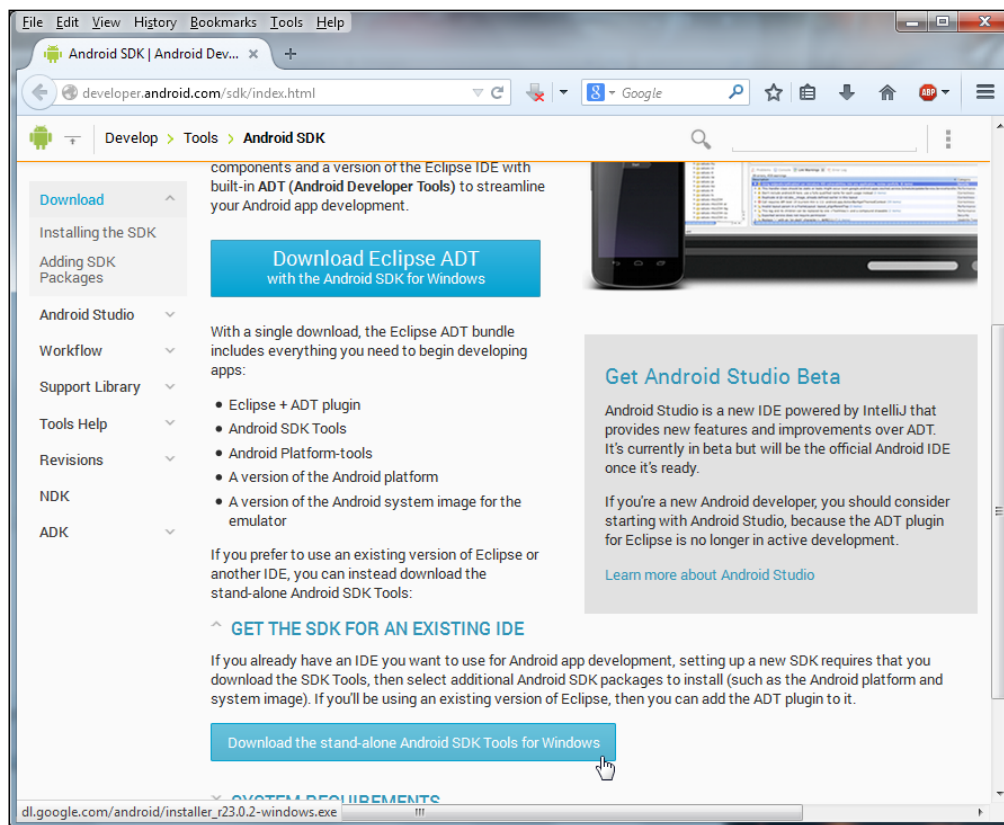 File Edit View History Bookmarks Tools Help
Android SDK | Android Dev...
developer.android.com/sdk/index.html
Google
ABP
Develop > Tools > Android SDK
Download
Installing the SDK
Adding SDK
Packages
Android Studio
Workflow
Support Library
Tools Help
Revisions
NDK
ADK
components and a version of the Eclipse IDE with
built-in ADT (Android Developer Tools) to streamline
your Android app development.
Download Eclipse ADT
with the Android SDK for Windows
With a single download, the Eclipse ADT bundle
includes everything you need to begin developing
apps:
• Eclipse + ADT plugin
• Android SDK Tools
• Android Platform-tools
• A version of the Android platform
• A version of the Android system image for the
emulator
If you prefer to use an existing version of Eclipse or
another IDE, you can instead download the
stand-alone Android SDK Tools:
Get Android Studio Beta
Android Studio is a new IDE powered by IntelliJ that
provides new features and improvements over ADT.
It's currently in beta but will be the official Android IDE
once it's ready.
If you're a new Android developer, you should consider
starting with Android Studio, because the ADT plugin
for Eclipse is no longer in active development.
Learn more about Android Studio
GET THE SDK FOR AN EXISTING IDE
If you already have an IDE you want to use for Android app development, setting up a new SDK requires that you
download the SDK Tools, then select additional Android SDK packages to install (such as the Android platform and
system image). If you'll be using an existing version of Eclipse, then you can add the ADT plugin to it.
Download the stand-alone Android SDK Tools for Windows
SYSTEM REQUIREMENTS
dl.google.com/android/installer_r23.0.2-windows.exe